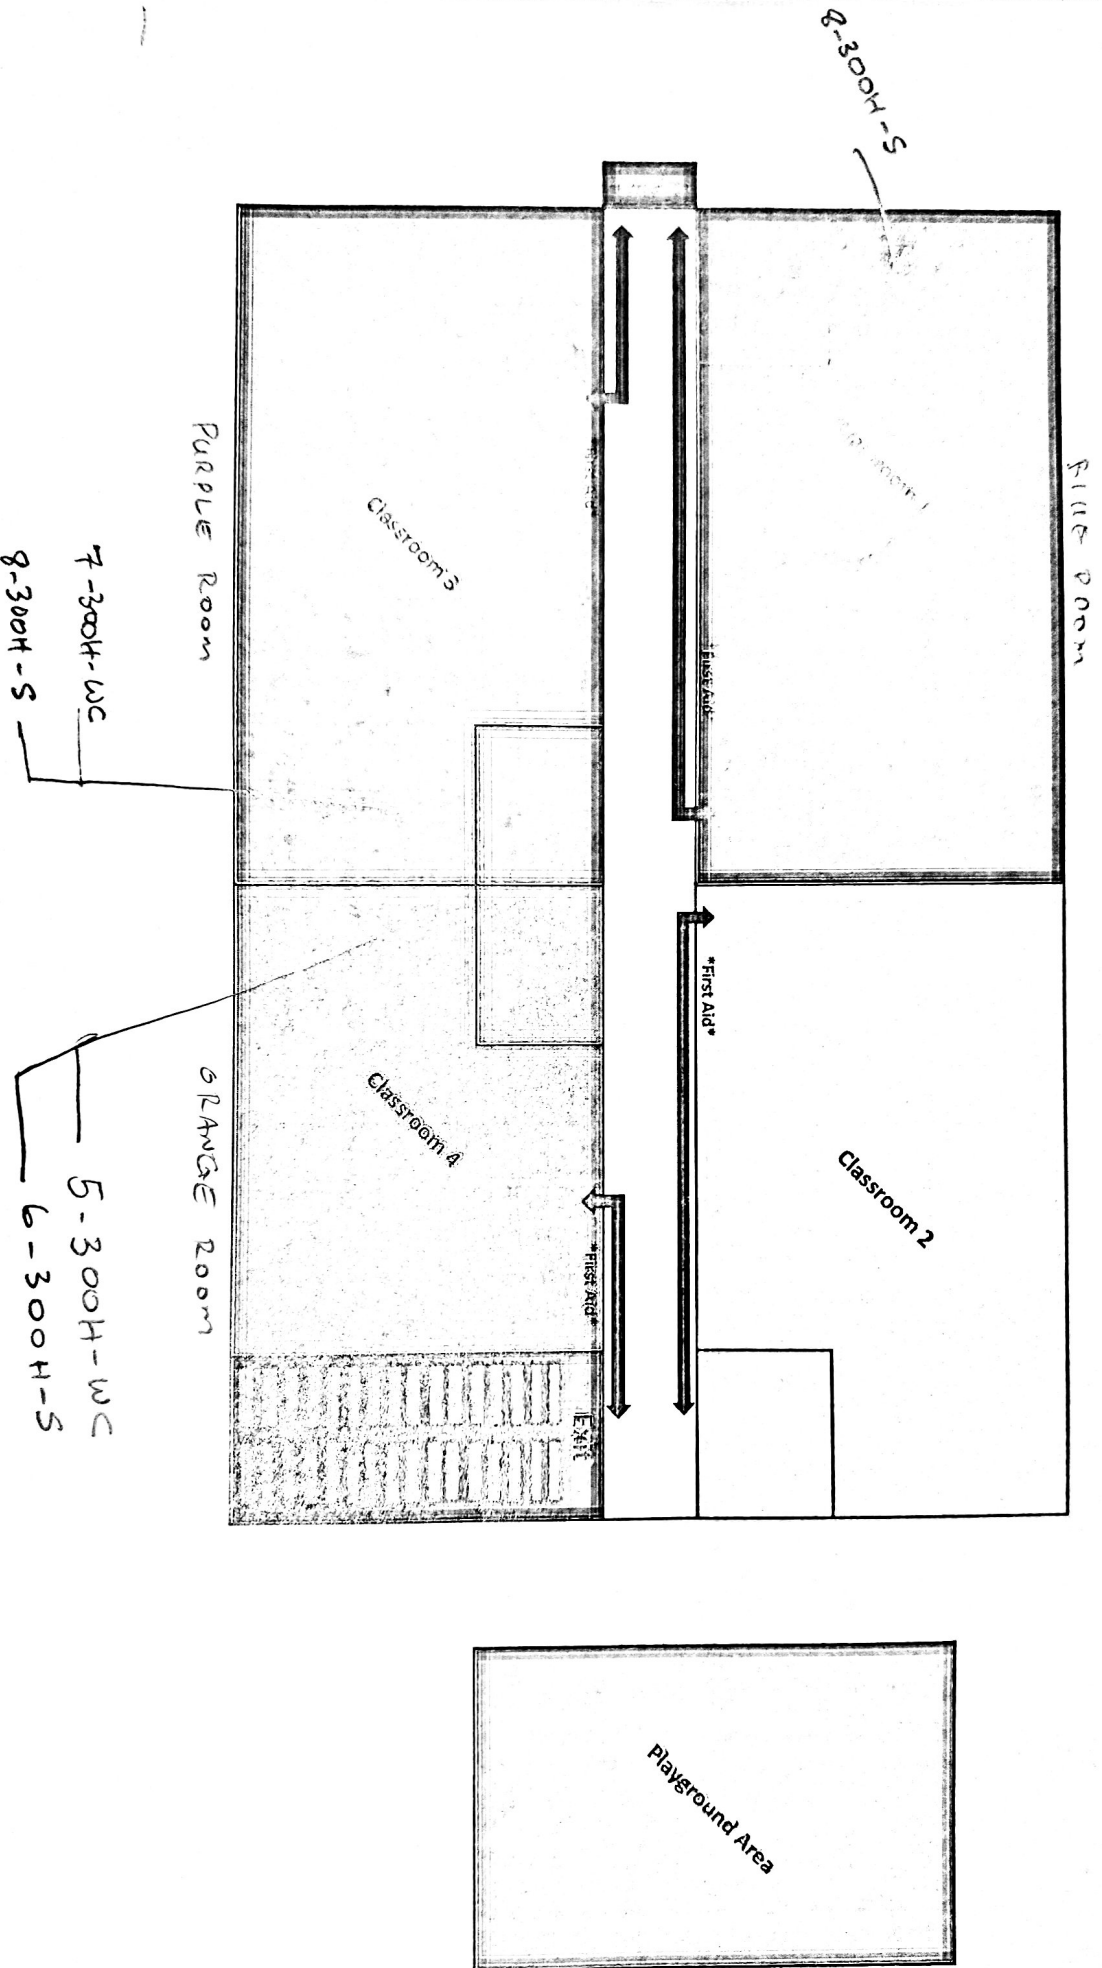 8-300H-S
Room
*First Aid*
*First Aid*
Classroom 2
Classroom 3
Classroom 4
*First Aid*
EXIT
PURPLE ROOM
ORANGE ROOM
7-300H-WC
8-300H-S
5-300H-WC
6-300H-S
Playground Area